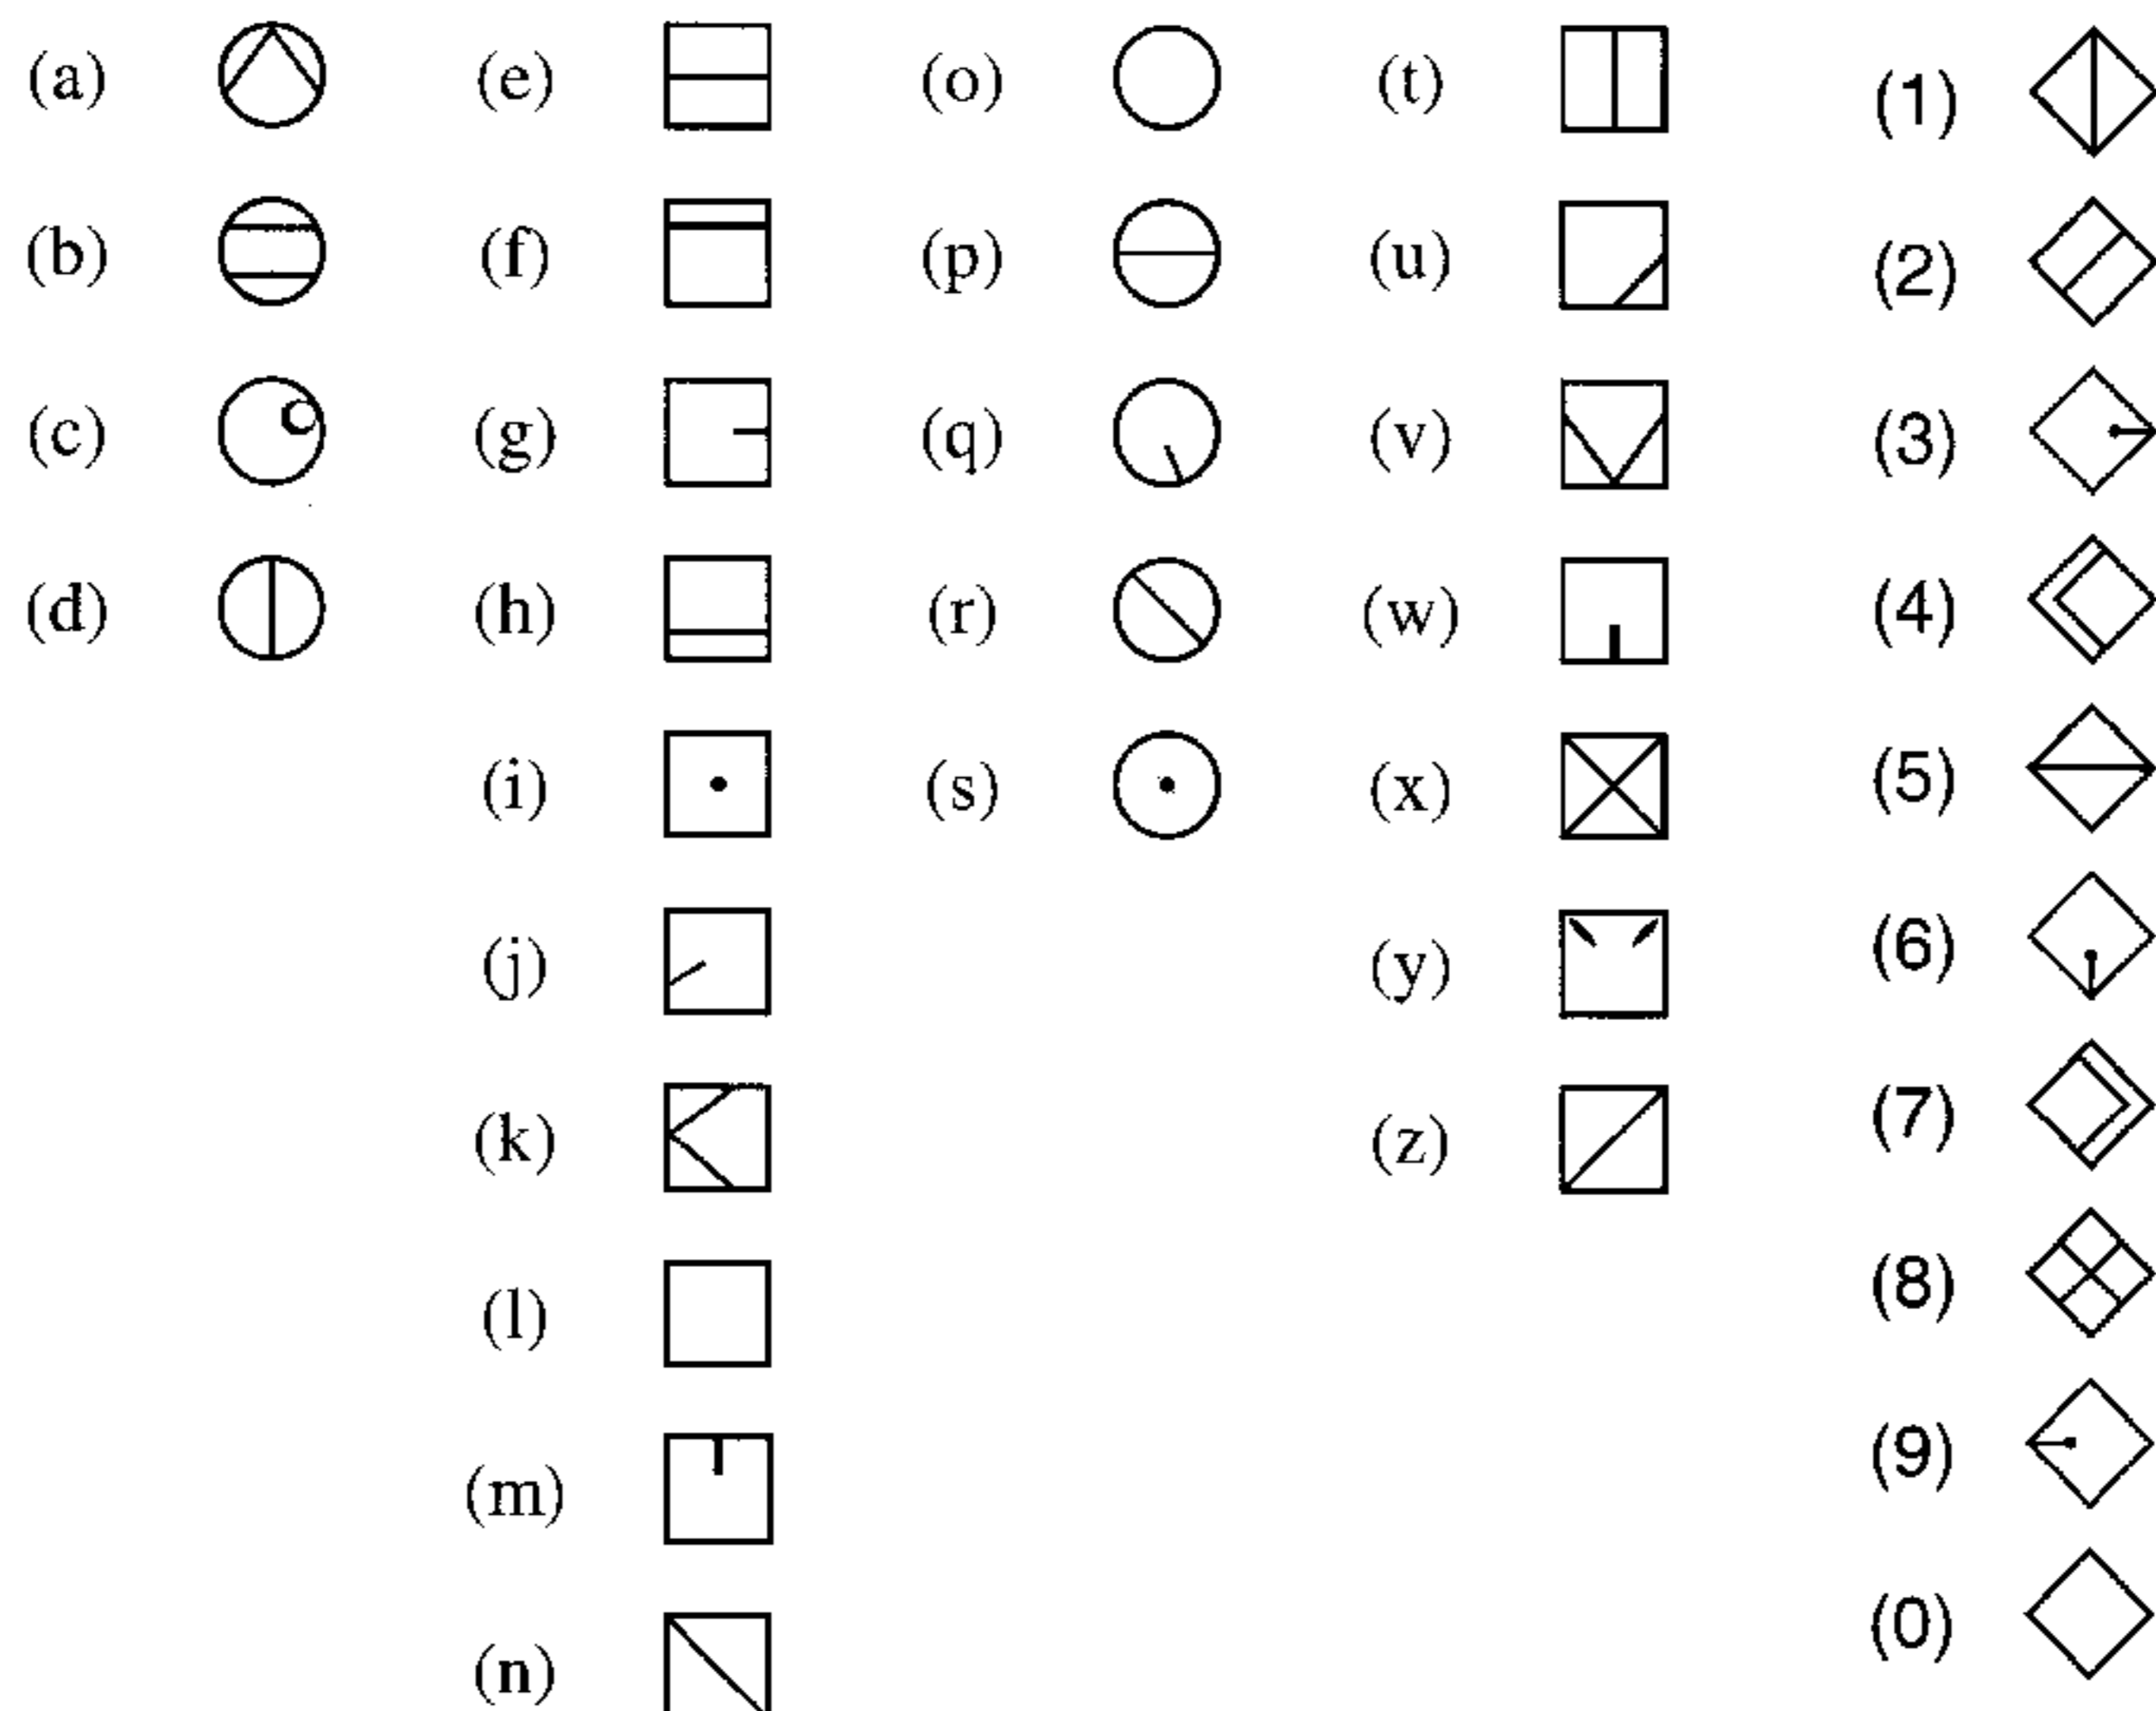 (a) (e) (o) (t) (1)
(b) (f) (p) (u) (2)
(c) (g) (q) (v) (3)
(d) (h) (r) (w) (4)
(i) (s) (x) (5)
(j) (y) (6)
(k) (z) (7)
(l) (8)
(m) (9)
(n) (0)